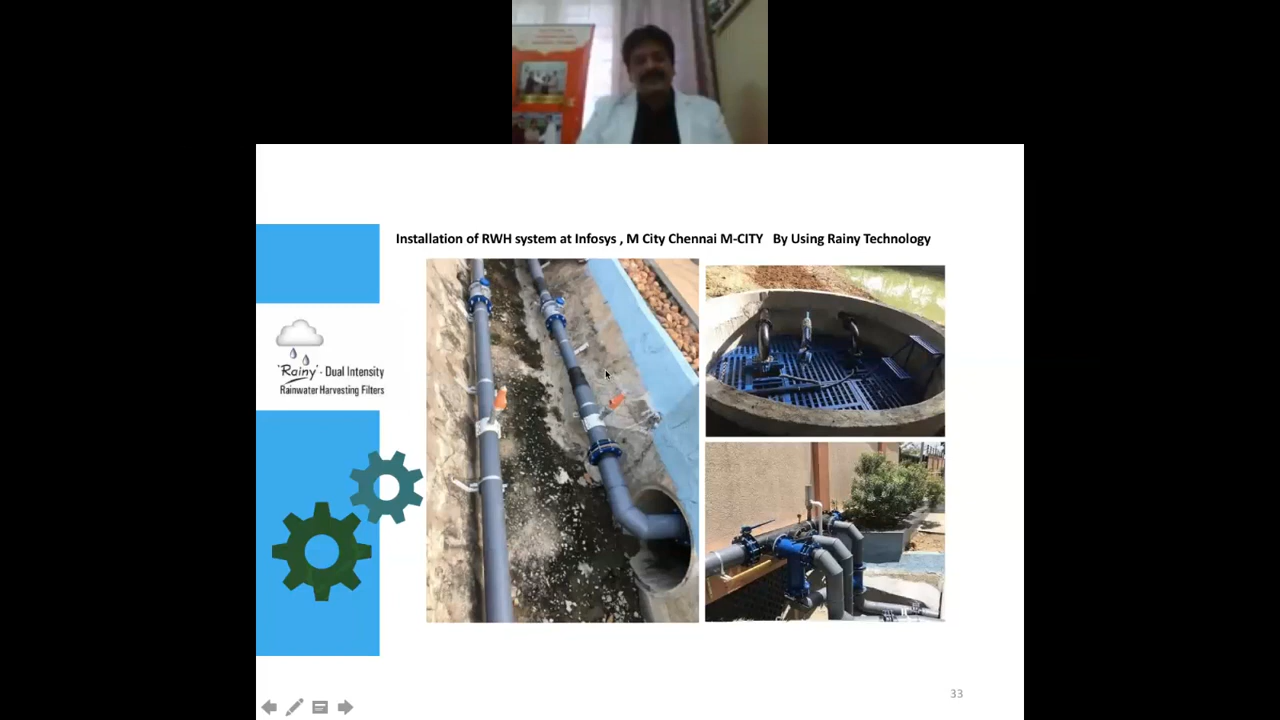 Installation of RWH system at Infosys , M City Chennai M-CITY By Using Rainy Technology
'Rainy' - Dual Intensity
Rainwater Harvesting Filters
33